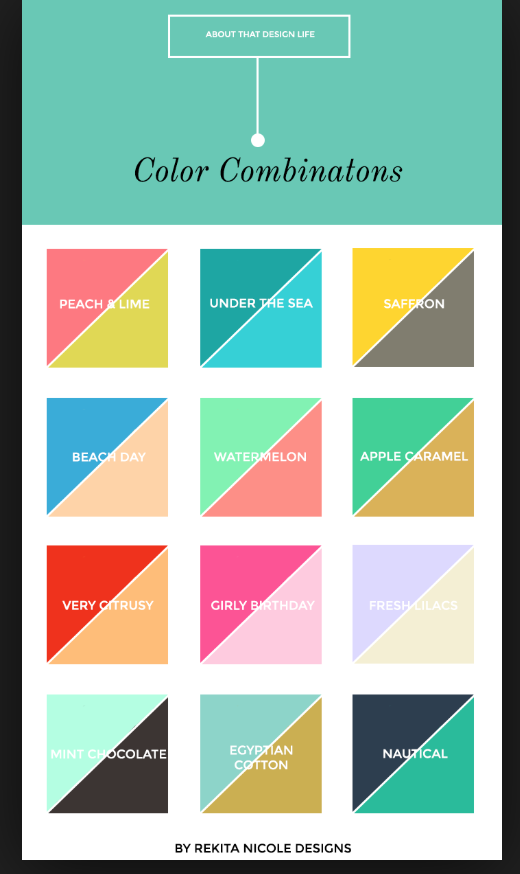 ABOUT THAT DESIGN LIFE
Color Combinatons
PEACH & LIME
UNDER THE SEA
SAFFRON
BEACH DAY
WATERMELON
APPLE CARAMEL
VERY CITRUSY
GIRLY BIRTHDAY
FRESH LILACS
MINT CHOCOLATE
EGYPTIAN
COTTON
NAUTICAL
BY REKITA NICOLE DESIGNS